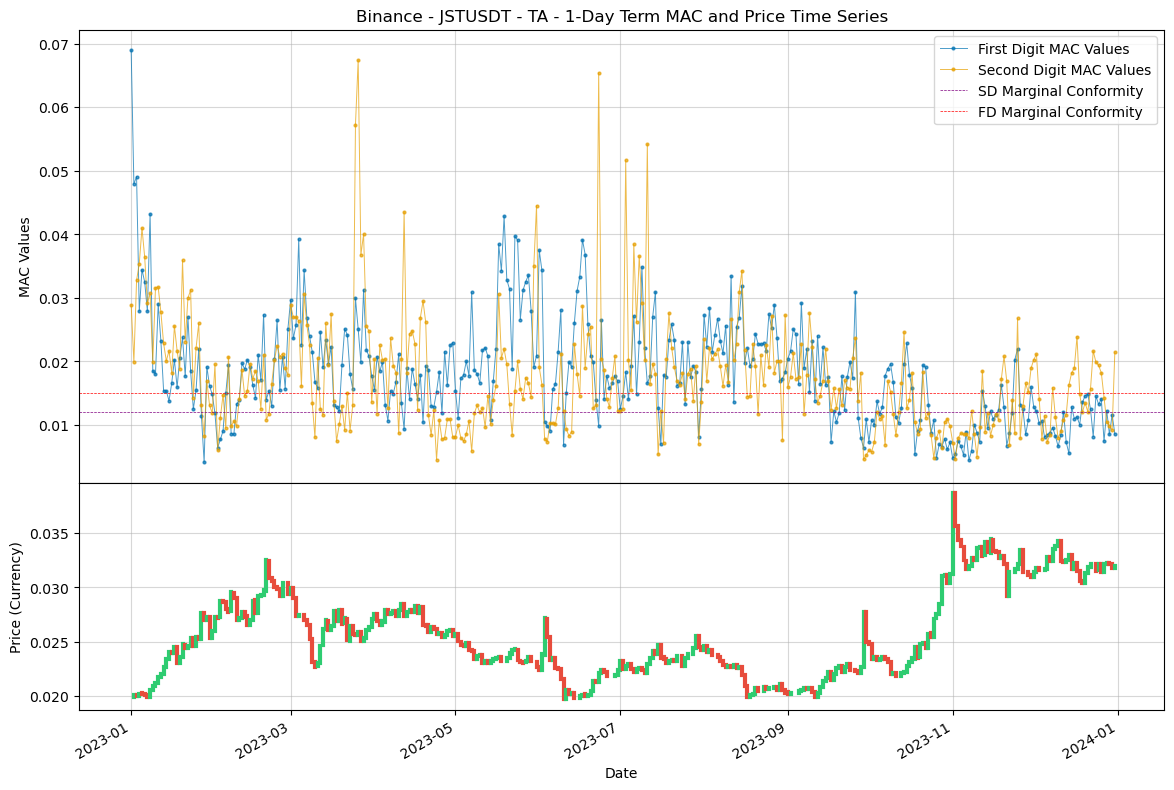 Binance - JSTUSDT - TA - 1-Day Term MAC and Price Time Series
First Digit MAC Values
Second Digit MAC Values
SD Marginal Conformity
FD Marginal Conformity
MAC Values
0.07
0.06
0.05
0.04
0.03
0.02
0.01
Price (Currency)
0.035
0.030
0.025
0.020
2023-01
2023-03
2023-05
2023-07
2023-09
2023-11
2024-01
Date